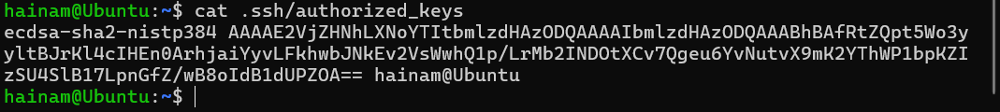 hainam@Ubuntu:~$ cat .ssh/authorized_keys
ecdsa-sha2-nistp384 AAAAE2VjZHNhLXNoYTItbmlzdHAzODQAAAAIbmlzdHAzODQAAABhBAfRtZQpt5Wo3y
yltBJrKl4cIHEn0ArhjaiYyvLFkhwbJNkEv2VsWwhQ1p/LrMb2INDOtXCv7Qgeu6YvNutvX9mK2YThWP1bpKZI
zSU4SlB17LpnGfZ/wB8oIdB1dUPZOA== hainam@Ubuntu
hainam@Ubuntu:~$